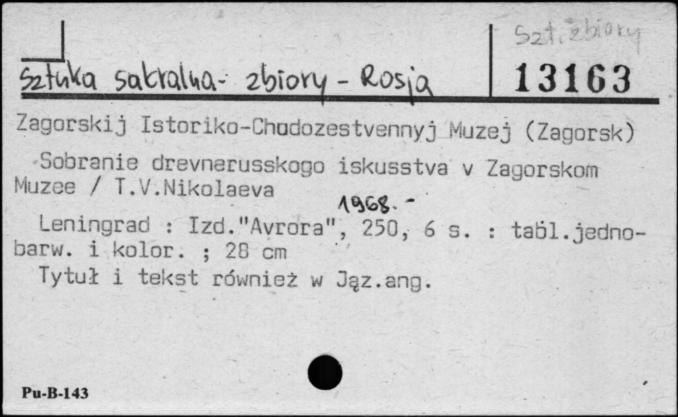 Szt. zbiory
Sztuka sakralna - zbiory - Rosja
13163
Zagorskij Istoriko-Chudozestvennyj Muzej (Zagorsk)
Sobranie drevnerusskogo iskusstva v Zagorskom
Muzee / T.V.Nikolaeva
1968. -
Leningrad : Izd."Avrora", 250, 6 s. : tabl.jedno-
barw. i kolor. ; 28 cm
Tytuł i tekst również w Jąz.ang.
Pu-B-143